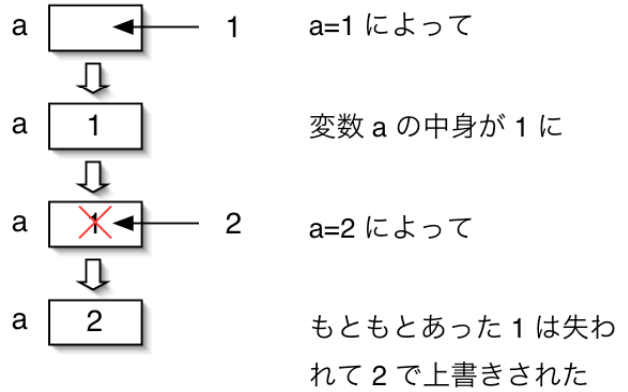 a 1 a=1 によって
a 1 変数 a の中身が 1 に
a 1 2 a=2 によって
a 2 もともとあった 1 は失わ
れて 2 で上書きされた